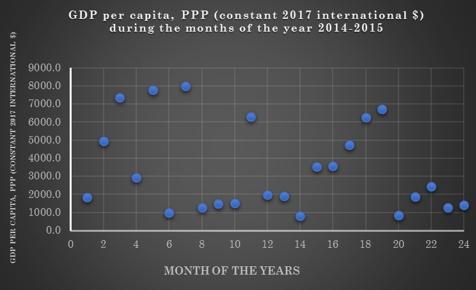 GDP per capita, PPP (constant 2017 international $)
during the months of the year 2014-2015
GDP PER CAPITA, PPP (CONSTANT 2017 INTERNATIONAL $)
9000.0
8000.0
7000.0
6000.0
5000.0
4000.0
3000.0
2000.0
1000.0
0.0
0 2 4 6 8 10 12 14 16 18 20 22 24
MONTH OF THE YEARS